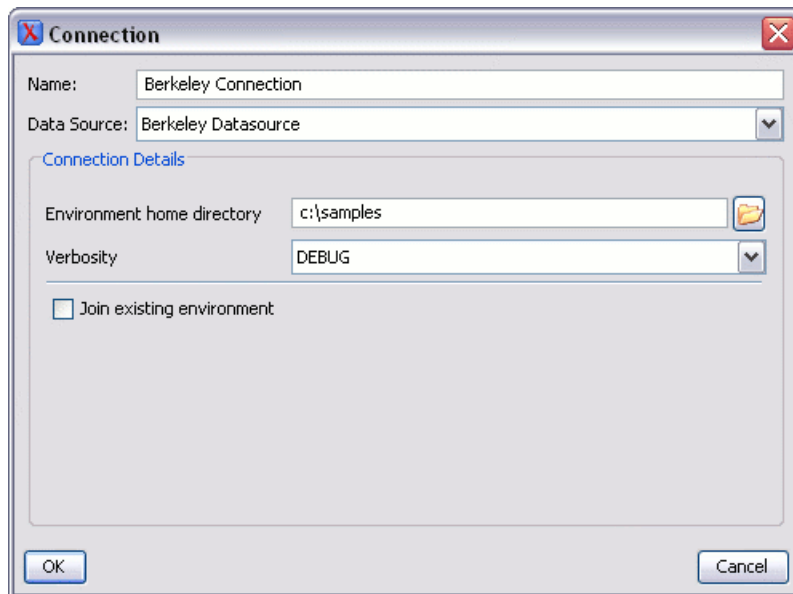 Connection
Name: Berkeley Connection
Data Source: Berkeley Datasource
Connection Details
Environment home directory c:\samples
Verbosity DEBUG
Join existing environment
OK Cancel